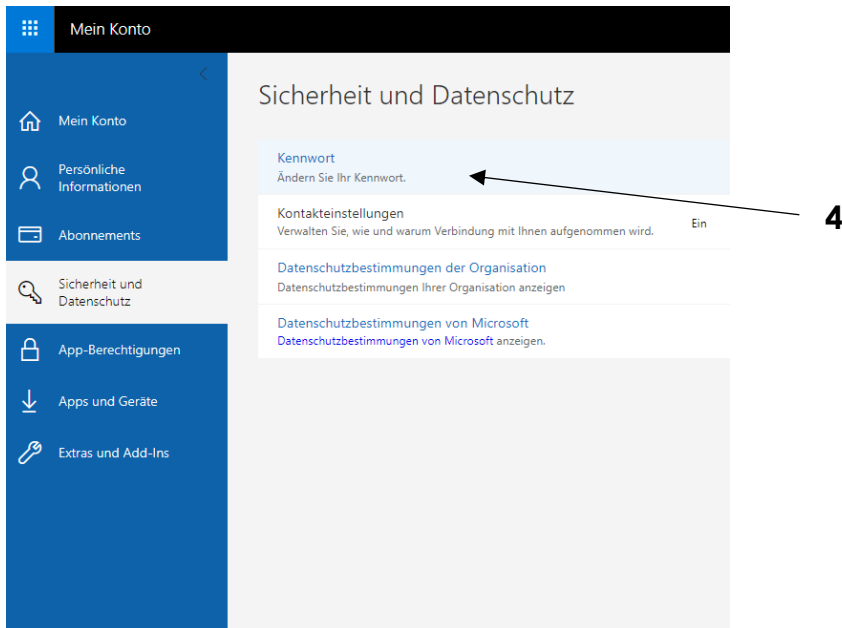 Mein Konto
Mein Konto
Persönliche
Informationen
Abonnements
Sicherheit und
Datenschutz
App-Berechtigungen
Apps und Geräte
Extras und Add-Ins
Sicherheit und Datenschutz
Kennwort
Ändern Sie Ihr Kennwort.
Kontakteinstellungen
Verwalten Sie, wie und warum Verbindung mit Ihnen aufgenommen wird.
Ein
Datenschutzbestimmungen der Organisation
Datenschutzbestimmungen Ihrer Organisation anzeigen
Datenschutzbestimmungen von Microsoft
Datenschutzbestimmungen von Microsoft anzeigen.
4